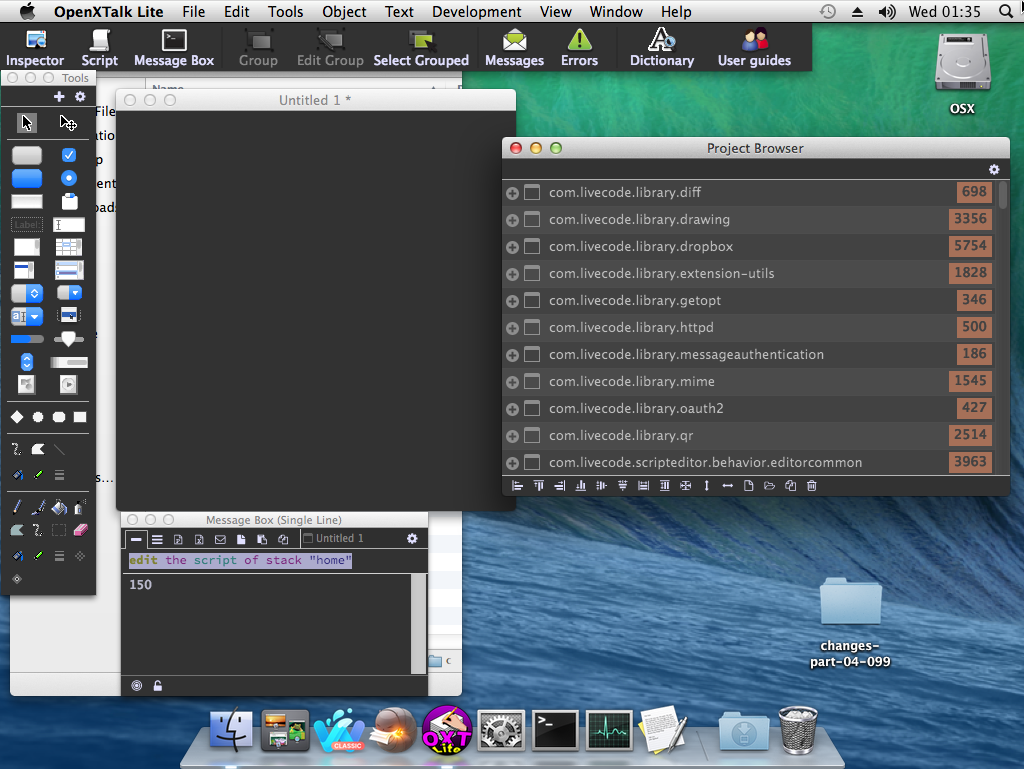 OpenXTalk Lite File Edit Tools Object Text Development View Window Help Wed 01:35
Inspector Script Message Box Group Edit Group Select Grouped Messages Errors Dictionary User guides
Tools
Name
File
Untitled 1 *
OSX
Project Browser
com.livecode.library.diff 698
com.livecode.library.drawing 3356
com.livecode.library.dropbox 5754
com.livecode.library.extension-utils 1828
com.livecode.library.getopt 346
com.livecode.library.httpd 500
com.livecode.library.messageauthentication 186
com.livecode.library.mime 1545
com.livecode.library.oauth2 427
com.livecode.library.qr 2514
com.livecode.scripteditor.behavior.editorcommon 3963
Label:
Message Box (Single Line)
Untitled 1
edit the script of stack "home"
150
changes-
part-04-099
CLASSIC
OXT
Lite